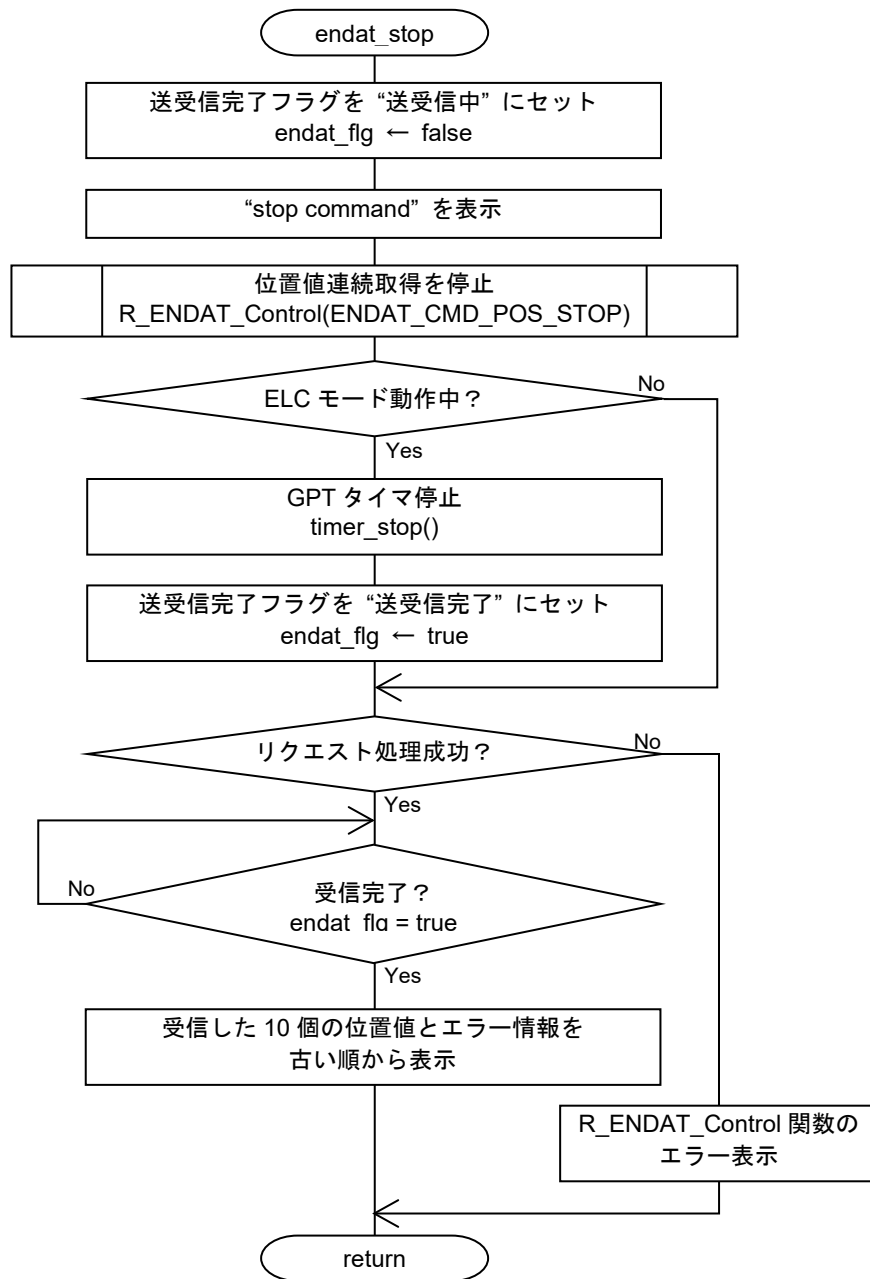 endat_stop
送受信完了フラグを “送受信中” にセット
endat_flg ← false
“stop command” を表示
位置値連続取得を停止
R_ENDAT_Control(ENDAT_CMD_POS_STOP)
ELC モード動作中？
No
Yes
GPT タイマ停止
timer_stop()
送受信完了フラグを “送受信完了” にセット
endat_flg ← true
リクエスト処理成功？
No
Yes
受信完了？
No
endat_flg = true
Yes
受信した 10 個の位置値とエラー情報を
古い順から表示
R_ENDAT_Control 関数の
エラー表示
return